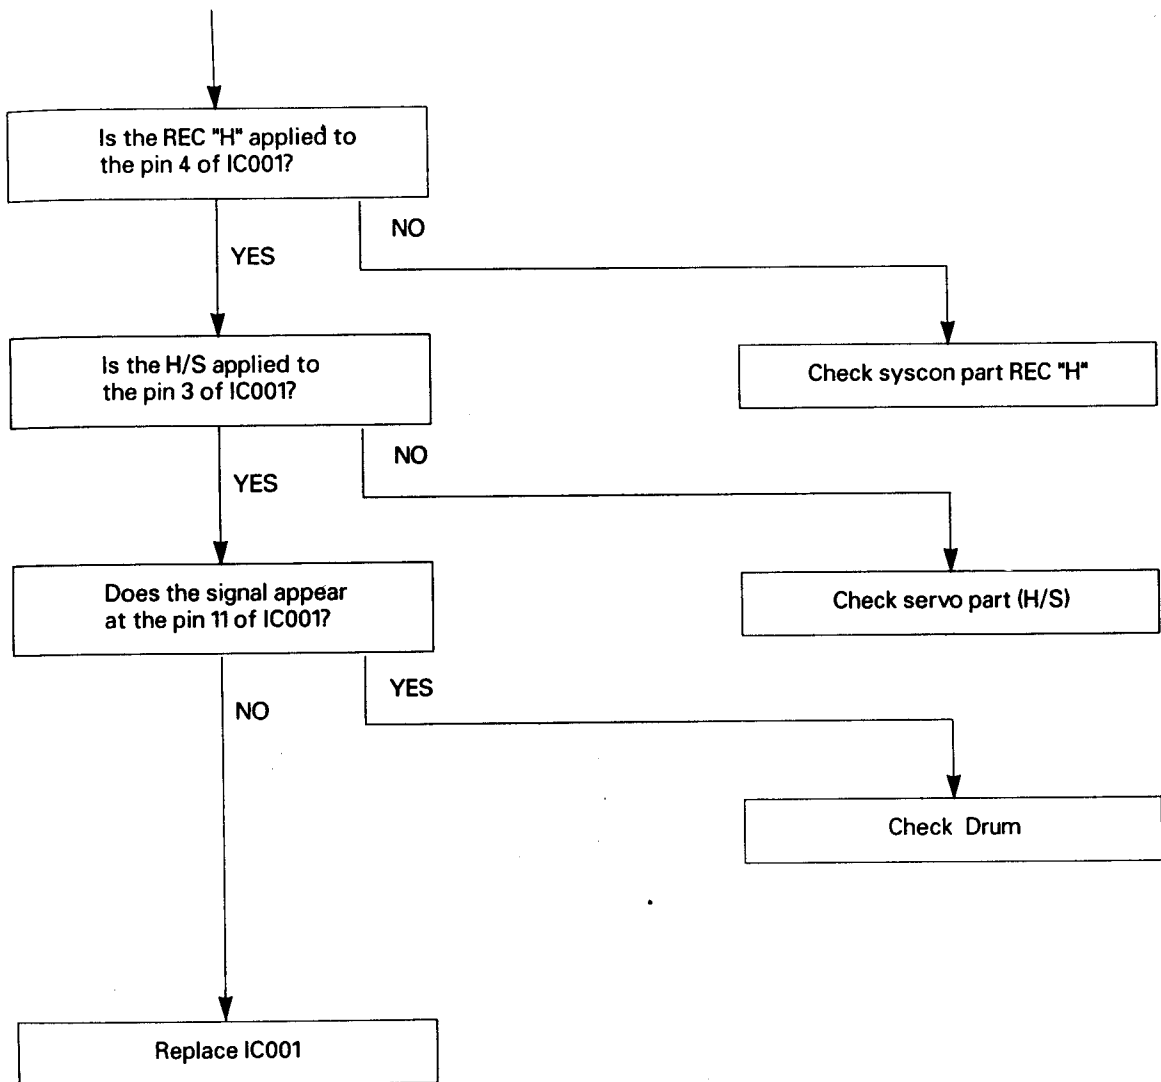 Is the REC "H" applied to
the pin 4 of IC001?
NO
YES
Is the H/S applied to
the pin 3 of IC001?
Check syscon part REC "H"
NO
YES
Does the signal appear
at the pin 11 of IC001?
Check servo part (H/S)
YES
NO
Check Drum
Replace IC001